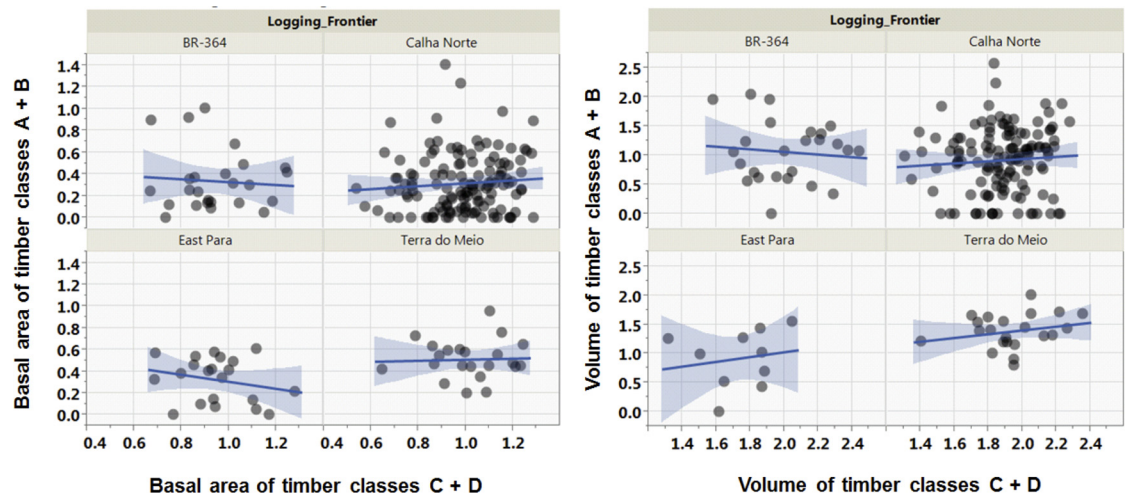 Logging_Frontier
BR-364
Calha Norte
1.4
1.2
1.0
0.8
0.6
0.4
0.2
0.0
East Para
Terra do Meio
1.4
1.2
1.0
0.8
0.6
0.4
0.2
0.0
0.4 0.6 0.8 1.0 1.2 0.4 0.6 0.8 1.0 1.2
Basal area of timber classes A + B
Basal area of timber classes C + D
Logging_Frontier
BR-364
Calha Norte
2.5
2.0
1.5
1.0
0.5
0.0
East Para
Terra do Meio
2.5
2.0
1.5
1.0
0.5
0.0
1.4 1.6 1.8 2.0 2.2 2.4 1.4 1.6 1.8 2.0 2.2 2.4 2.6
Volume of timber classes A + B
Volume of timber classes C + D